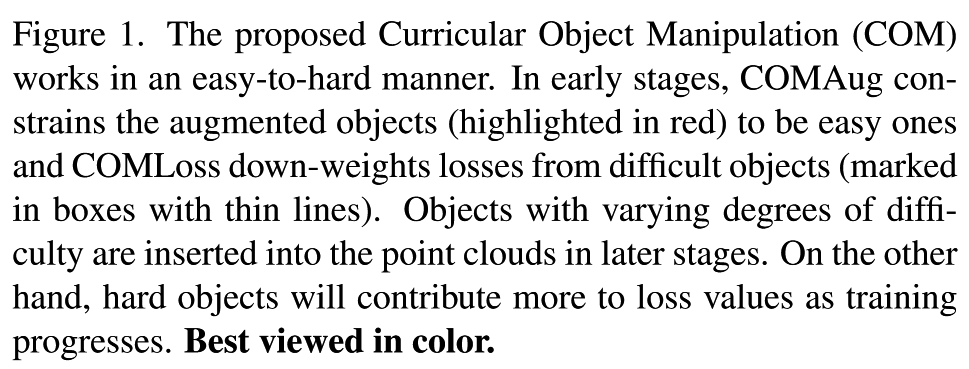 Figure 1. The proposed Curricular Object Manipulation (COM)
works in an easy-to-hard manner. In early stages, COMAug con-
strains the augmented objects (highlighted in red) to be easy ones
and COMLoss down-weights losses from difficult objects (marked
in boxes with thin lines). Objects with varying degrees of diffi-
culty are inserted into the point clouds in later stages. On the other
hand, hard objects will contribute more to loss values as training
progresses. Best viewed in color.